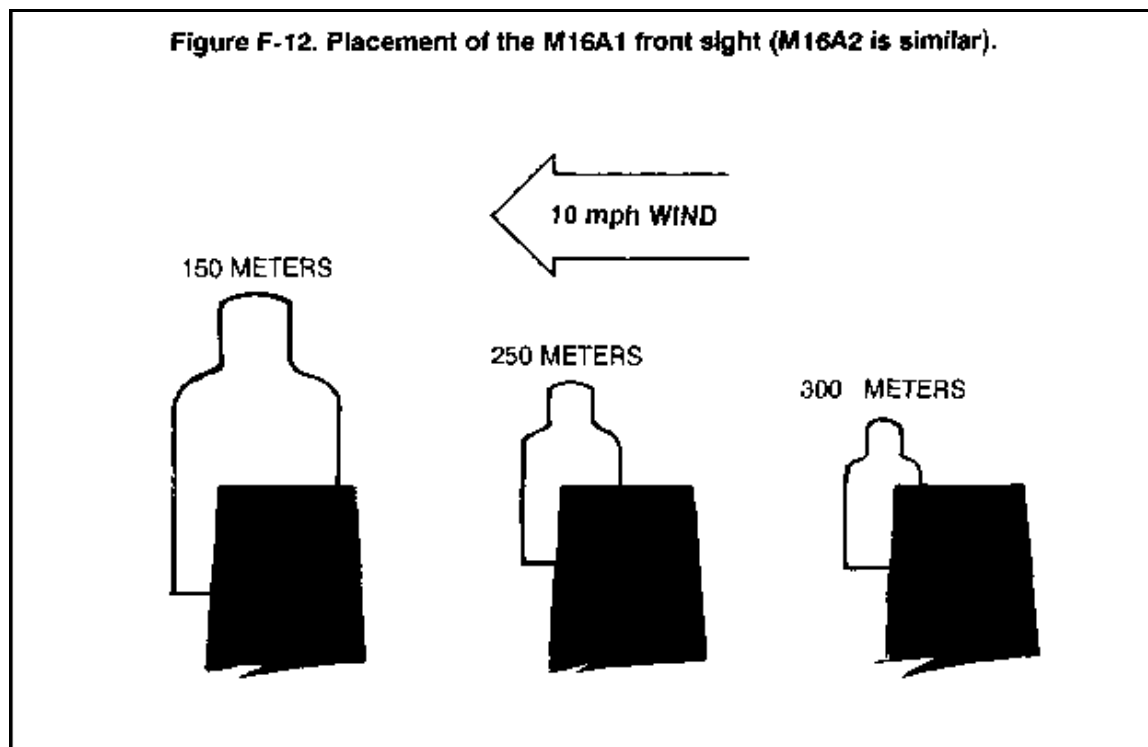 Figure F-12. Placement of the M16A1 front sight (M16A2 is similar).
10 mph WIND
150 METERS
250 METERS
300 METERS